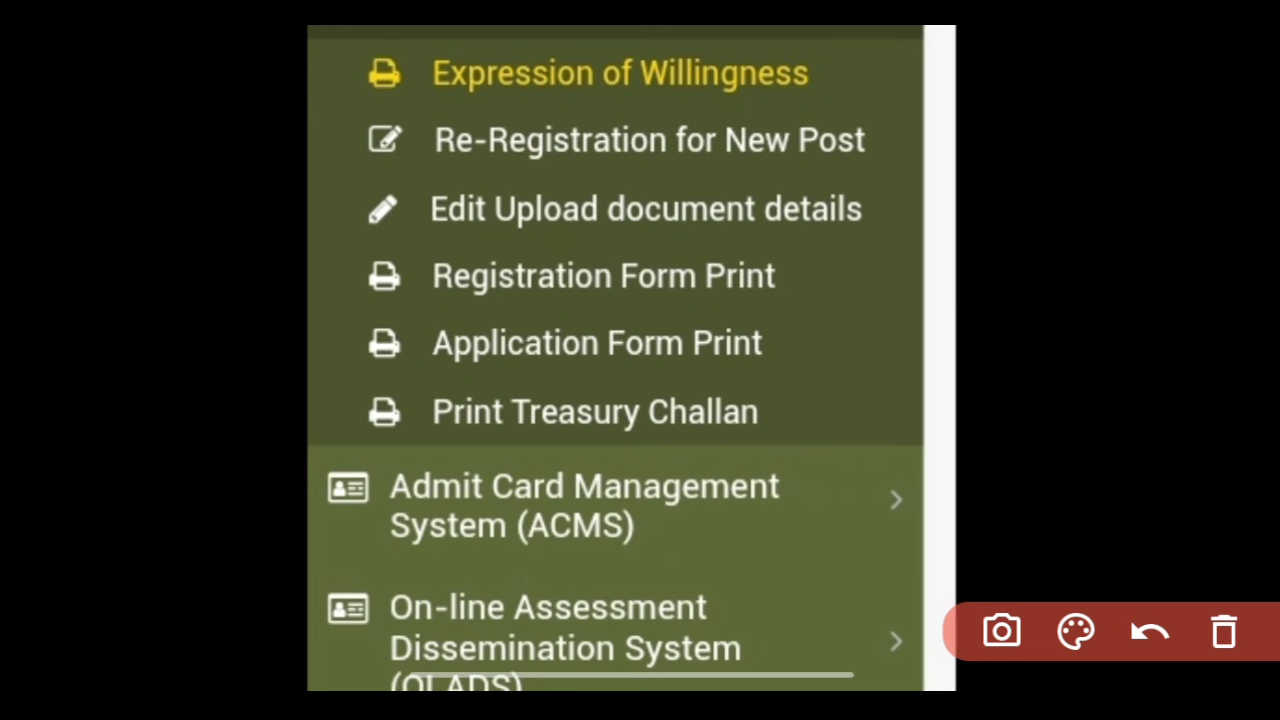 Expression of Willingness
Re-Registration for New Post
Edit Upload document details
Registration Form Print
Application Form Print
Print Treasury Challan
Admit Card Management
System (ACMS)
On-line Assessment
Dissemination System
(OLADS)